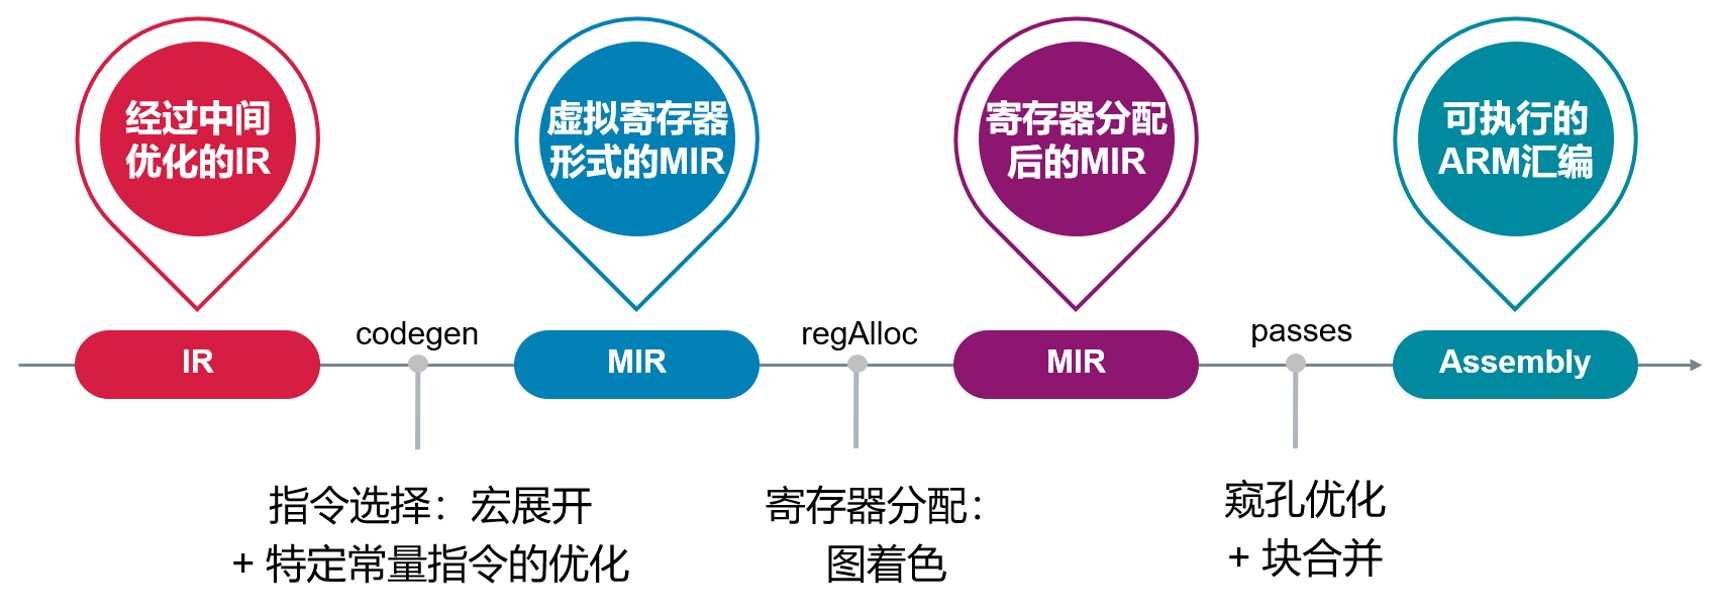 经过中间
优化的IR
虚拟寄存器
形式的MIR
寄存器分配
后的MIR
可执行的
ARM汇编
IR
codegen
MIR
regAlloc
MIR
passes
Assembly
指令选择：宏展开
+ 特定常量指令的优化
寄存器分配：
图着色
窥孔优化
+ 块合并